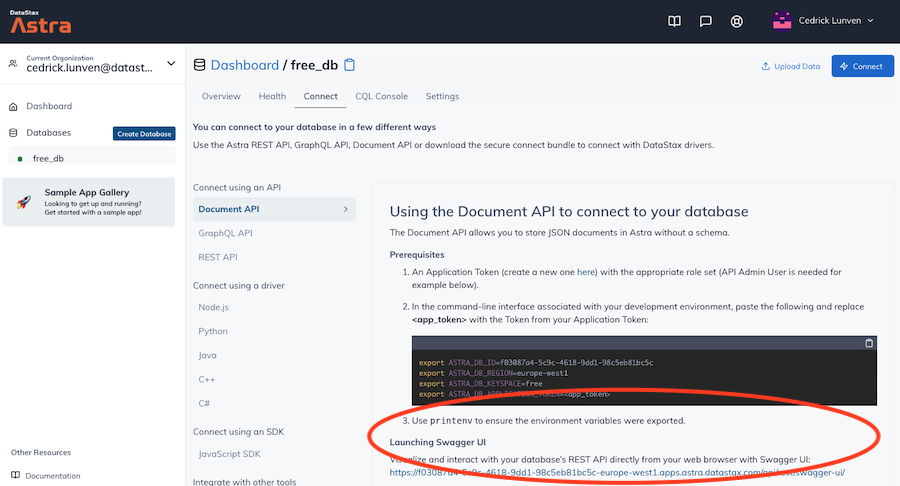 DataStax
Astra
Cedrick Lunven
Current Organization
cedrick.lunven@datast...
Dashboard
Databases
Create Database
free_db
Sample App Gallery
Looking to get up and running?
Get started with a sample app!
Other Resources
Documentation
Dashboard / free_db
Upload Data
Connect
Overview
Health
Connect
CQL Console
Settings
You can connect to your database in a few different ways
Use the Astra REST API, GraphQL API, Document API or download the secure connect bundle to connect with DataStax drivers.
Connect using an API
Document API
GraphQL API
REST API
Connect using a driver
Node.js
Python
Java
C++
C#
Connect using an SDK
JavaScript SDK
Integrate with other tools
Using the Document API to connect to your database
The Document API allows you to store JSON documents in Astra without a schema.
Prerequisites
1. An Application Token (create a new one here) with the appropriate role set (API Admin User is needed for
example below).
2. In the command-line interface associated with your development environment, paste the following and replace
<app_token> with the Token from your Application Token:
export ASTRA_DB_ID=f03087a4-5c9c-4618-9dd1-98c5eb81bc5c
export ASTRA_DB_REGION=europe-west1
export ASTRA_DB_KEYSPACE=free
export ASTRA_DB_APPLICATION_TOKEN=<app_token>
3. Use printenv to ensure the environment variables were exported.
Launching Swagger UI
Visualize and interact with your database's REST API directly from your web browser with Swagger UI:
https://f03087a4-5c9c-4618-9dd1-98c5eb81bc5c-europe-west1.apps.astra.datastax.com/api/